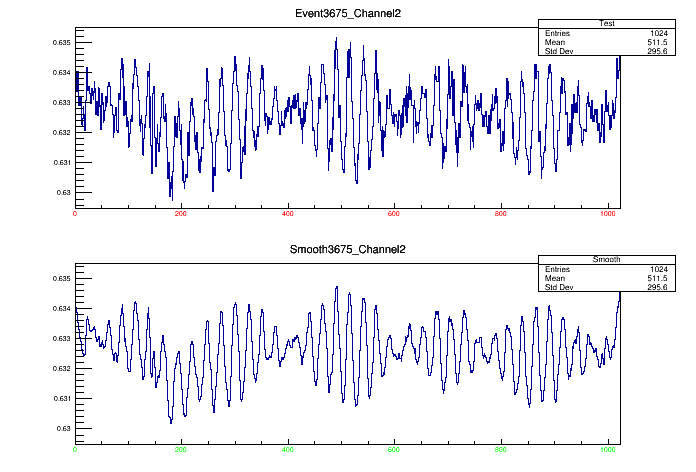 Event3675_Channel2
Test
Entries 1024
Mean 511.5
Std Dev 295.6
0.635
0.634
0.633
0.632
0.631
0.63
0 200 400 600 800 1000
Smooth3675_Channel2
Smooth
Entries 1024
Mean 511.5
Std Dev 295.6
0.635
0.634
0.633
0.632
0.631
0.63
0 200 400 600 800 1000